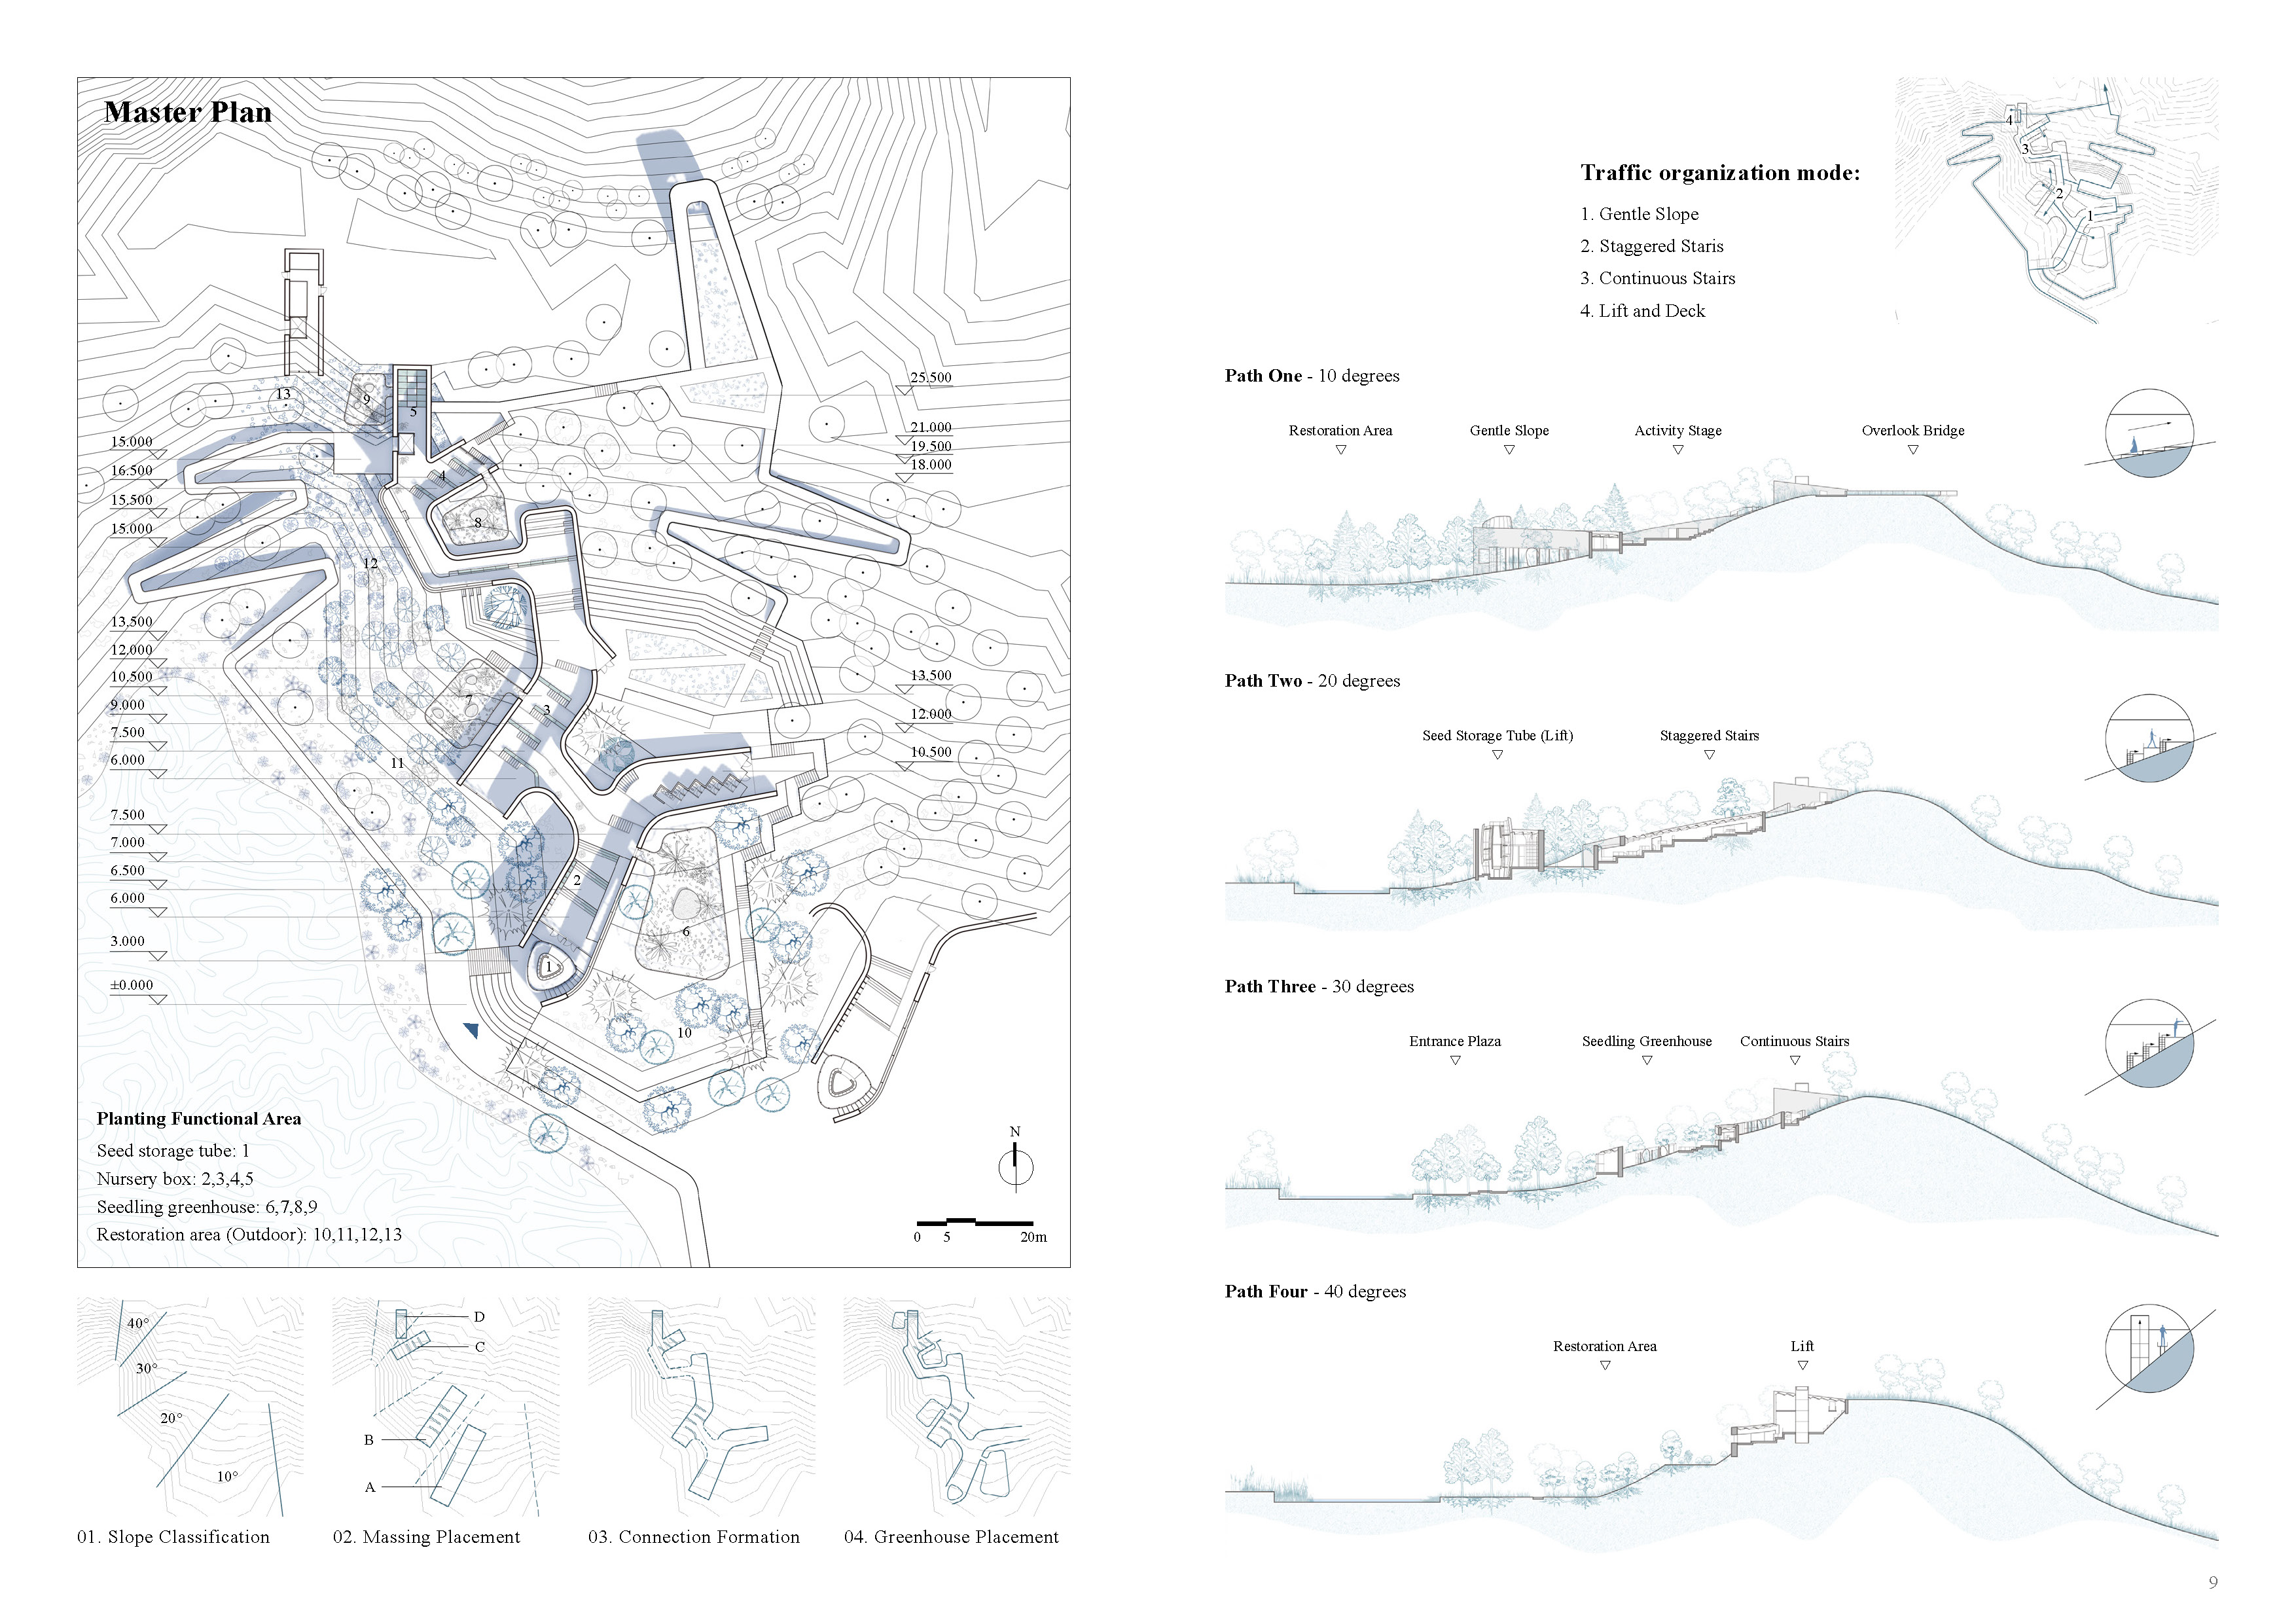 Master Plan
13
9
5
4
8
12
7
3
11
2
6
1
10
15.000
16.500
15.500
15.000
13.500
12.000
10.500
9.000
7.500
6.000
7.500
7.000
6.500
6.000
3.000
±0.000
25.500
21.000
19.500
18.000
13.500
12.000
10.500
Planting Functional Area
Seed storage tube: 1
Nursery box: 2,3,4,5
Seedling greenhouse: 6,7,8,9
Restoration area (Outdoor): 10,11,12,13
N
0 5 20m
40°
30°
20°
10°
01. Slope Classification
D
C
B
A
02. Massing Placement
03. Connection Formation
04. Greenhouse Placement
Traffic organization mode:
1. Gentle Slope
2. Staggered Staris
3. Continuous Stairs
4. Lift and Deck
4
3
2
1
Path One - 10 degrees
Restoration Area
Gentle Slope
Activity Stage
Overlook Bridge
Path Two - 20 degrees
Seed Storage Tube (Lift)
Staggered Stairs
Path Three - 30 degrees
Entrance Plaza
Seedling Greenhouse
Continuous Stairs
Path Four - 40 degrees
Restoration Area
Lift
9